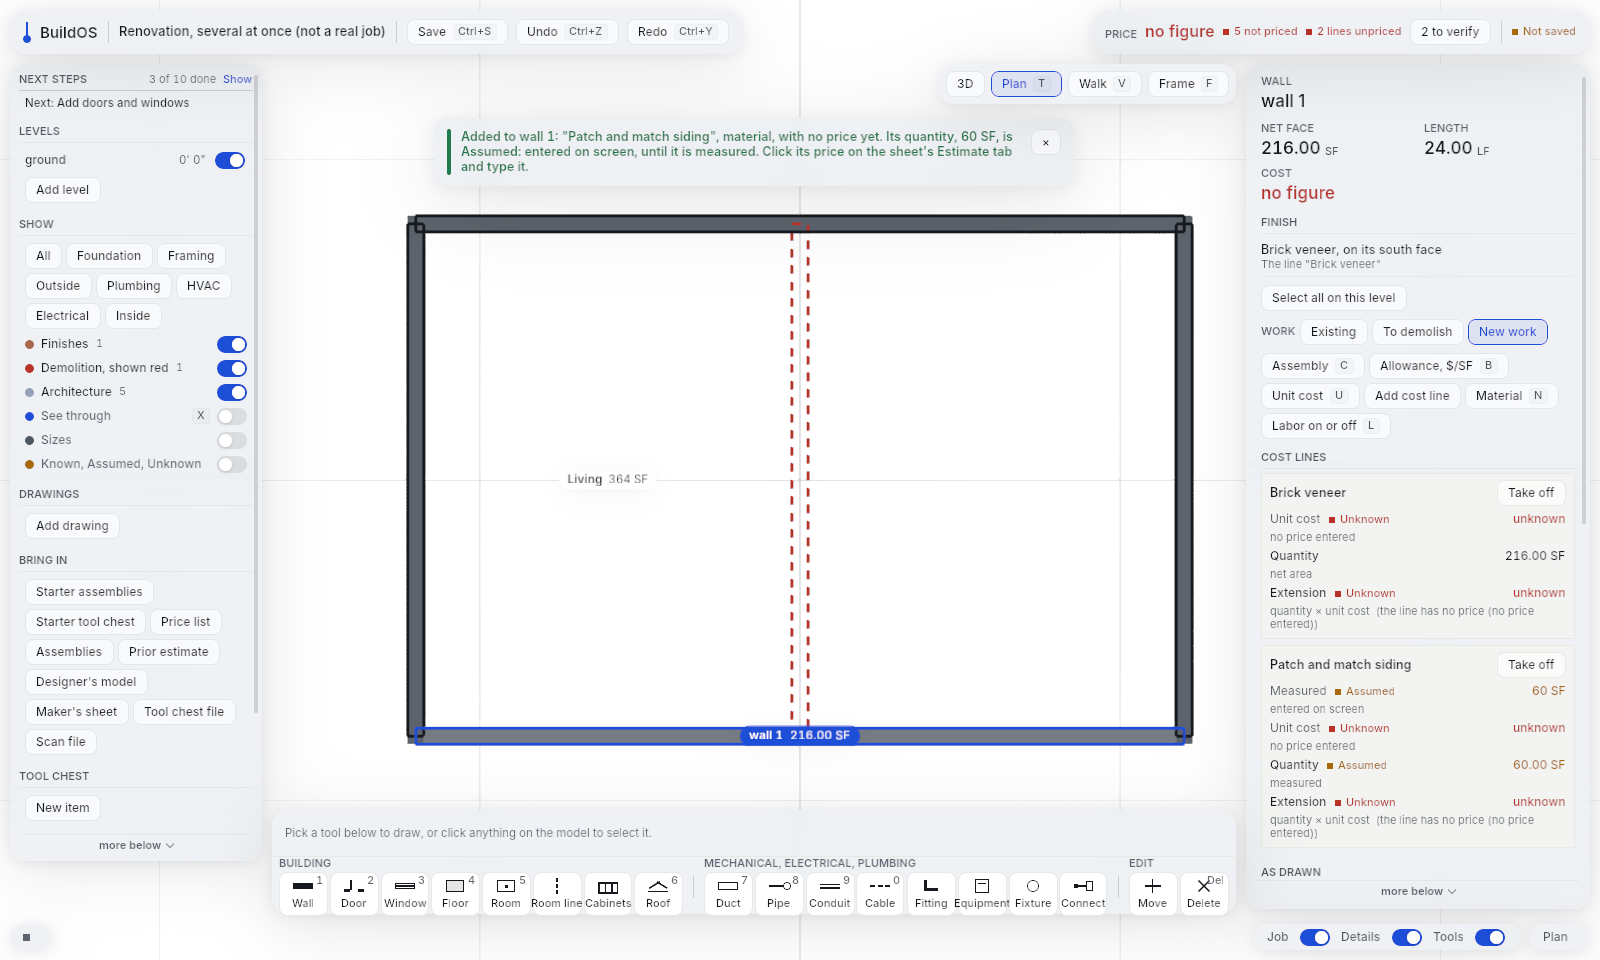 BuildOS
Renovation, several at once (not a real job)
Save Ctrl+S
Undo Ctrl+Z
Redo Ctrl+Y
PRICE no figure 5 not priced 2 lines unpriced 2 to verify Not saved
NEXT STEPS 3 of 10 done Show
Next: Add doors and windows
LEVELS
ground 0' 0"
Add level
SHOW
All Foundation Framing
Outside Plumbing HVAC
Electrical Inside
Finishes 1
Demolition, shown red 1
Architecture 5
See through X
Sizes
Known, Assumed, Unknown
DRAWINGS
Add drawing
BRING IN
Starter assemblies
Starter tool chest Price list
Assemblies Prior estimate
Designer's model
Maker's sheet Tool chest file
Scan file
TOOL CHEST
New item
more below
3D Plan T Walk V Frame F
Added to wall 1: "Patch and match siding", material, with no price yet. Its quantity, 60 SF, is
Assumed: entered on screen, until it is measured. Click its price on the sheet's Estimate tab
and type it.
×
Living 364 SF
wall 1 216.00 SF
Pick a tool below to draw, or click anything on the model to select it.
BUILDING
Wall 1
Door 2
Window 3
Floor 4
Room 5
Room line
Cabinets
Roof 6
MECHANICAL, ELECTRICAL, PLUMBING
Duct 7
Pipe 8
Conduit 9
Cable 0
Fitting
Equipment
Fixture
Connect
EDIT
Move
Delete Del
WALL
wall 1
NET FACE LENGTH
216.00 SF 24.00 LF
COST
no figure
FINISH
Brick veneer, on its south face
The line "Brick veneer"
Select all on this level
WORK Existing To demolish New work
Assembly C Allowance, $/SF B
Unit cost U Add cost line Material N
Labor on or off L
COST LINES
Brick veneer Take off
Unit cost Unknown unknown
no price entered
Quantity 216.00 SF
net area
Extension Unknown unknown
quantity × unit cost (the line has no price (no price
entered))
Patch and match siding Take off
Measured Assumed 60 SF
entered on screen
Unit cost Unknown unknown
no price entered
Quantity Assumed 60.00 SF
measured
Extension Unknown unknown
quantity × unit cost (the line has no price (no price
entered))
AS DRAWN
more below
Job Details Tools Plan